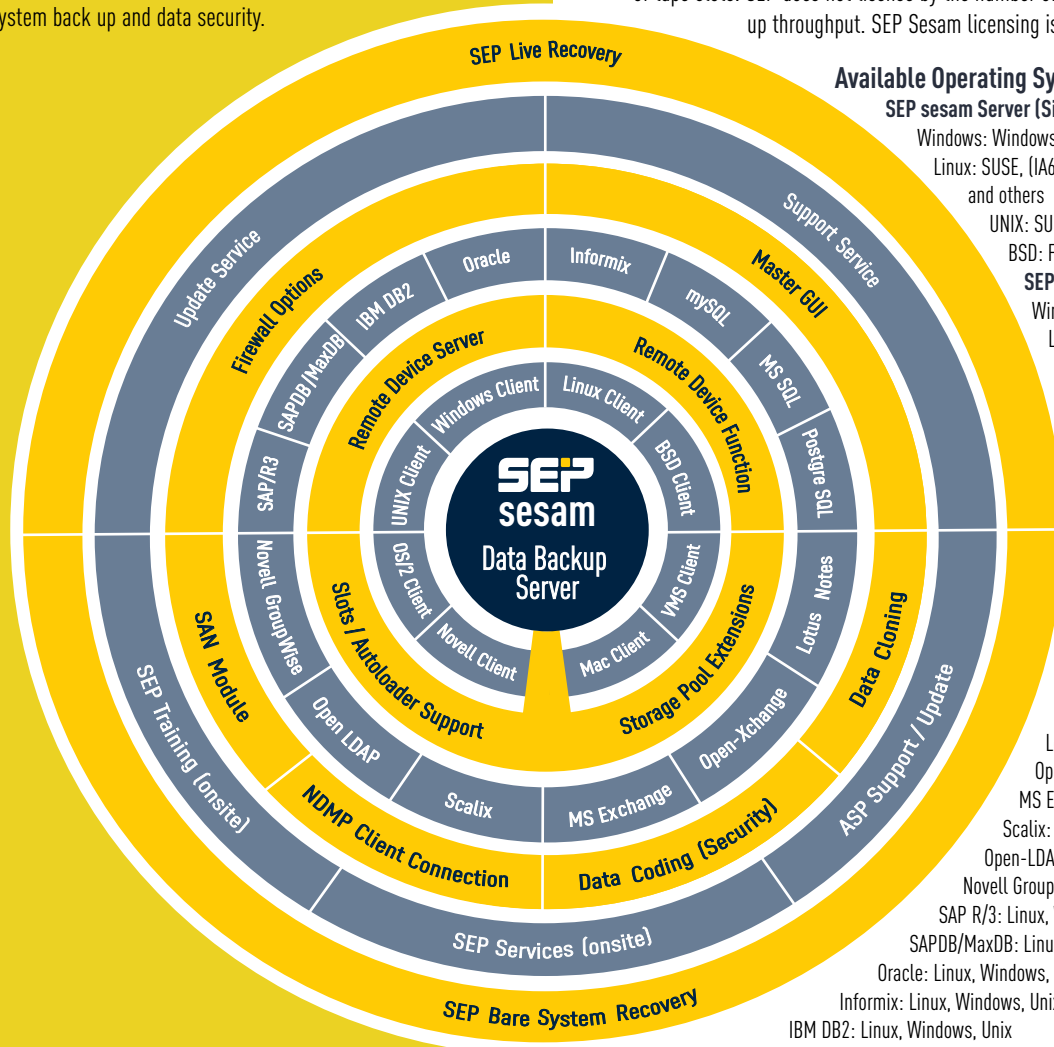 ystem back up and data security.
up throughput. SEP Sesam licensing is
SEP Live Recovery
Available Operating Sy
SEP sesam Server (Si
Windows: Windows
Linux: SUSE, (IA6
and others
UNIX: SU
BSD: F
SEP
Wir
L
Update Service
Support Service
Firewall Options
Master GUI
SAP/R3
SAPDB/MaxDB
IBM DB2
Oracle
Informix
mySQL
MS SQL
Postgre SQL
Remote Device Server
Remote Device Function
UNIX Client
Windows Client
Linux Client
BSD Client
SEP
sesam
Data Backup
Server
OS/2 Client
Novell Client
Mac Client
VMS Client
Slots / Autoloader Support
Storage Pool Extensions
Novell GroupWise
Open LDAP
Scalix
MS Exchange
Open-Xchange
Lotus Notes
SAN Module
NDMP Client Connection
Data Coding (Security)
Data Cloning
SEP Training (onsite)
SEP Services (onsite)
ASP Support / Update
SEP Bare System Recovery
L
Op
MS E
Scalix:
Open-LDA
Novell Group
SAP R/3: Linux,
SAPDB/MaxDB: Linu
Oracle: Linux, Windows,
Informix: Linux, Windows, Unix
IBM DB2: Linux, Windows, Unix